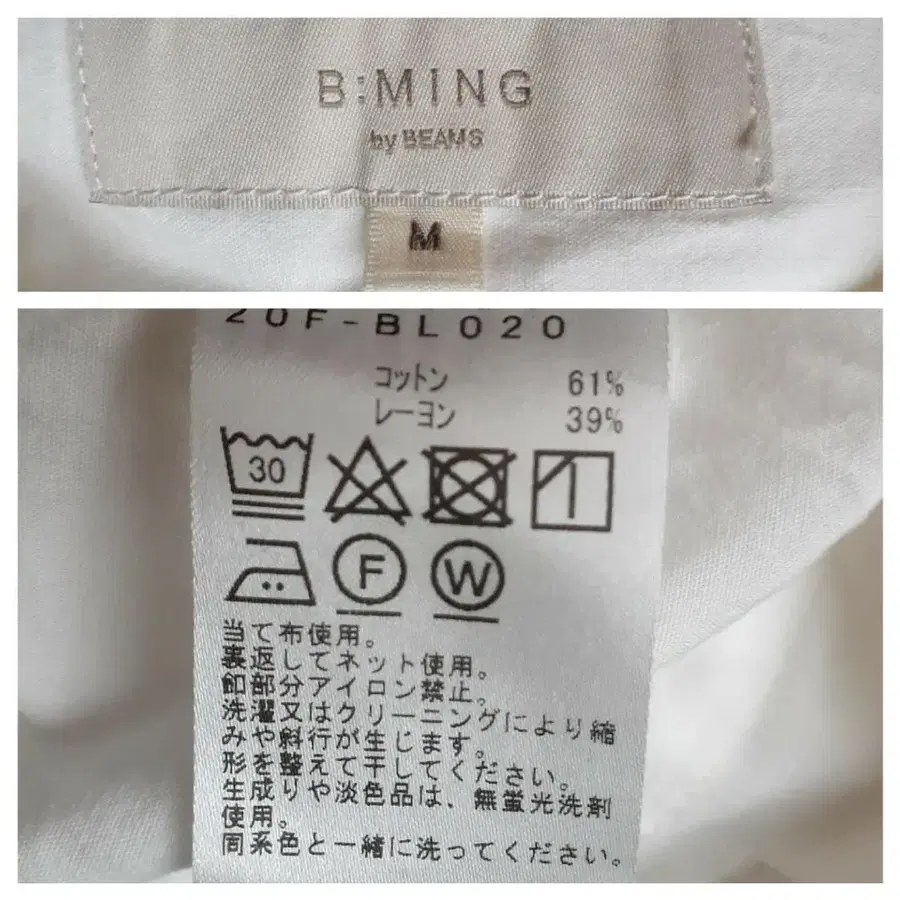 B:MING
by BEAMS
M
20F-BL020
コットン 61%
レーヨン 39%
30
F W
当て布使用。
裏返してネット使用。
釦部分アイロン禁止。
洗濯又はクリーニングにより縮
みや斜行が生じます。
形を整えて干してください。
生成りや淡色品は、無蛍光洗剤
使用。
同系色と一緒に洗ってください。